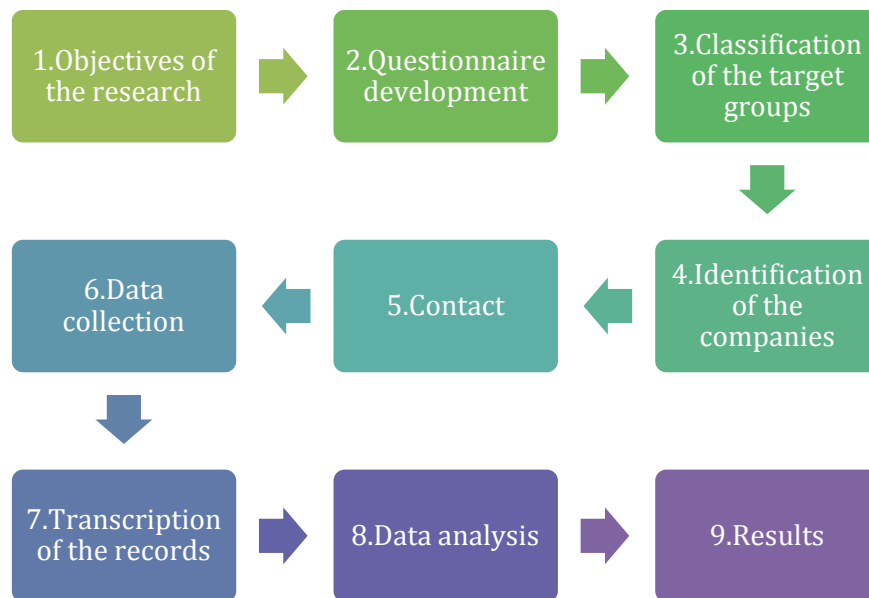 1.Objectives of
the research
2.Questionnaire
development
3.Classification
of the target
groups
4.Identification
of the
companies
5.Contact
6.Data
collection
7.Transcription
of the records
8.Data analysis
9.Results